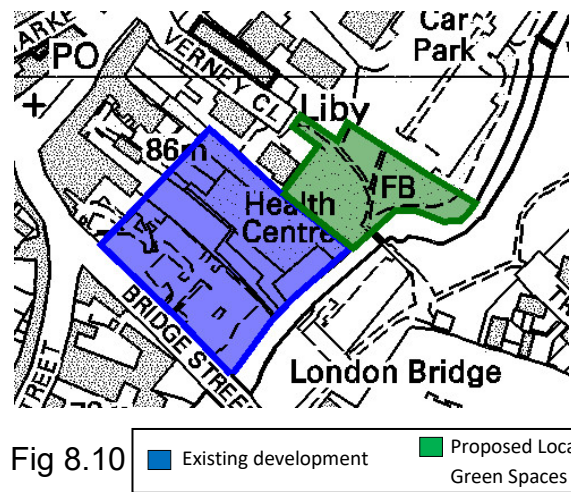 Car
Park
PO
VERNEY CL
Liby
86m
FB
Health
Centre
BRIDGE STREET
STREET
London Bridge
Fig 8.10
Existing development
Proposed Loca
Green Spaces